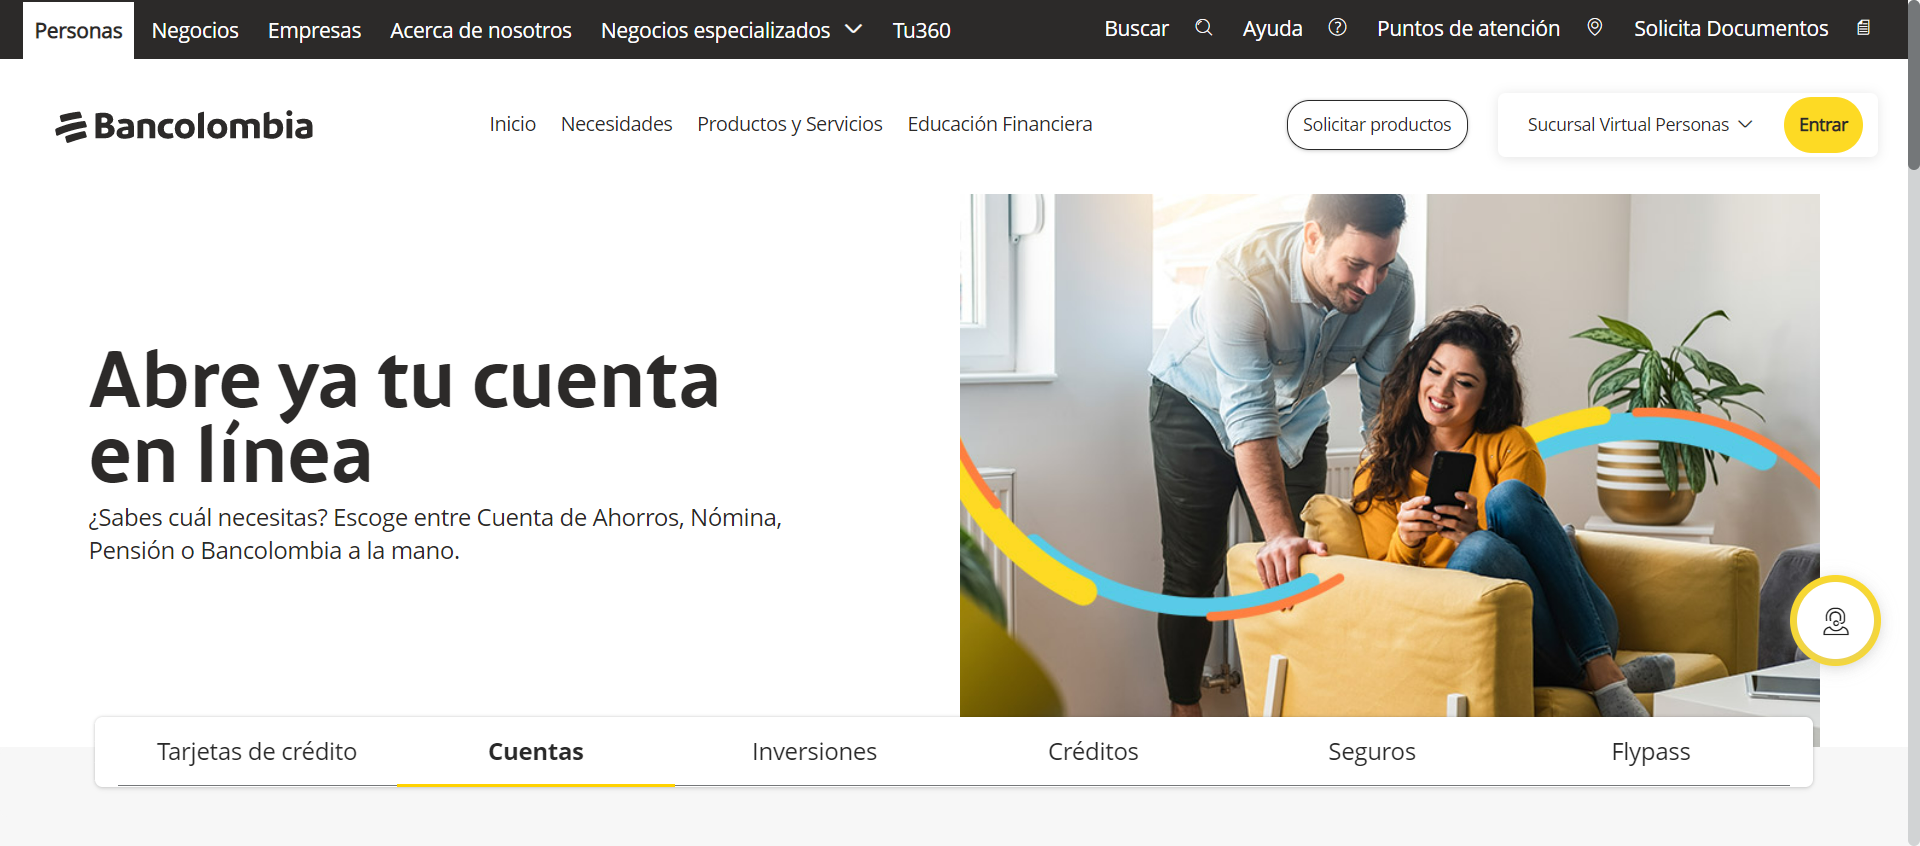 Personas Negocios Empresas Acerca de nosotros Negocios especializados Tu360 Buscar Ayuda Puntos de atención Solicita Documentos
Bancolombia Inicio Necesidades Productos y Servicios Educación Financiera Solicitar productos Sucursal Virtual Personas Entrar
Abre ya tu cuenta
en línea
¿Sabes cuál necesitas? Escoge entre Cuenta de Ahorros, Nómina,
Pensión o Bancolombia a la mano.
Tarjetas de crédito Cuentas Inversiones Créditos Seguros Flypass